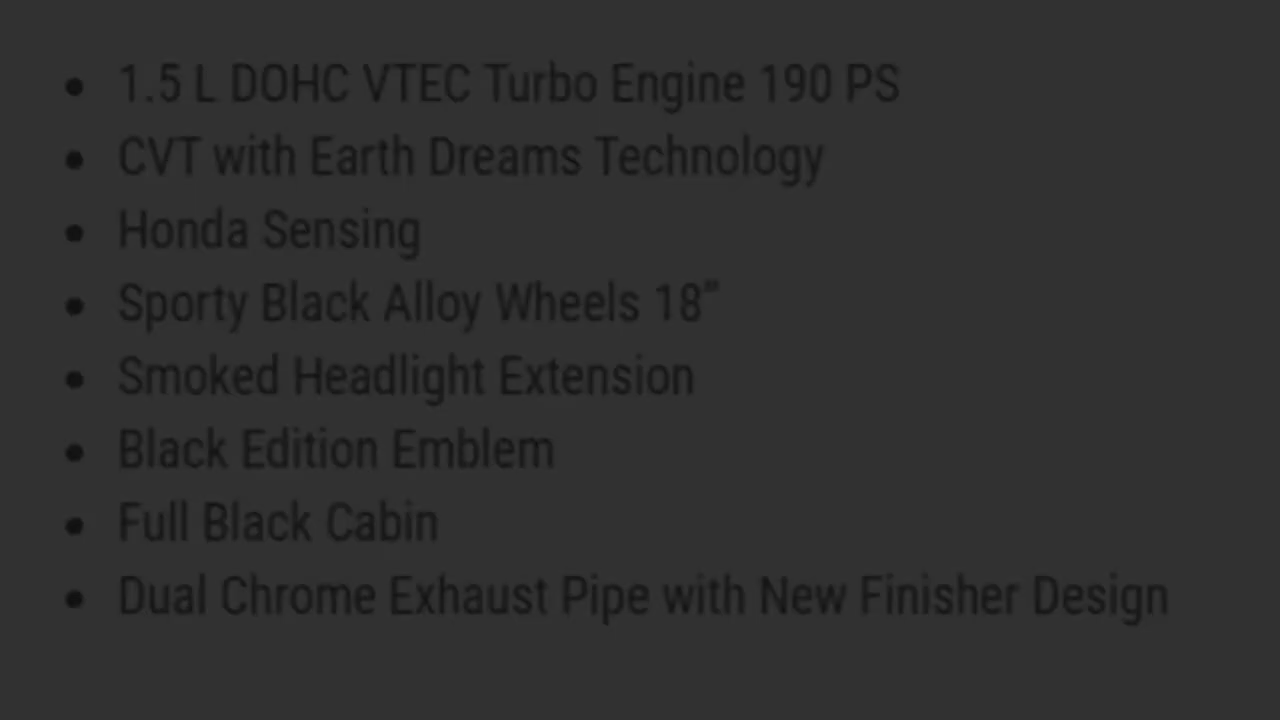 • 1.5 L DOHC VTEC Turbo Engine 190 PS
• CVT with Earth Dreams Technology
• Honda Sensing
• Sporty Black Alloy Wheels 18”
• Smoked Headlight Extension
• Black Edition Emblem
• Full Black Cabin
• Dual Chrome Exhaust Pipe with New Finisher Design